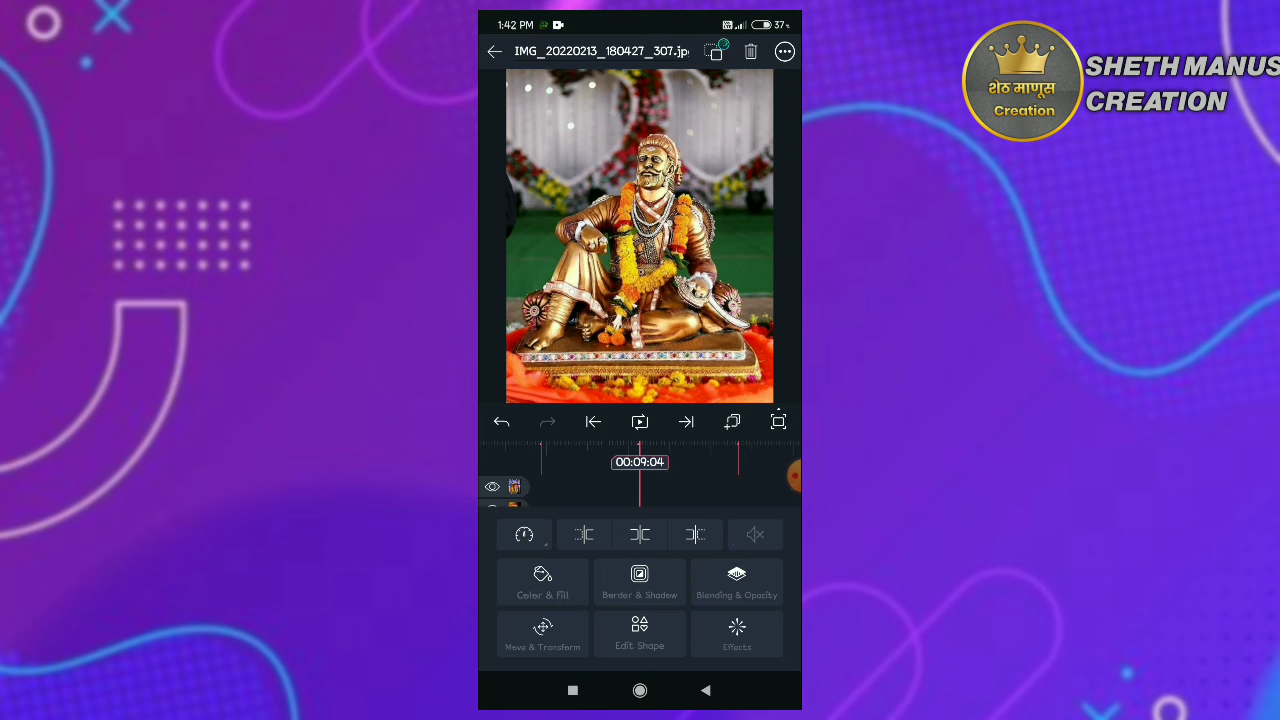 1:42 PM
37
IMG_20220213_180427_307.jp
शेठ माणूस
Creation
SHETH MANUS
CREATION
00:09:04
Color & Fill
Border & Shadow
Blending & Opacity
Move & Transform
Edit Shape
Effects